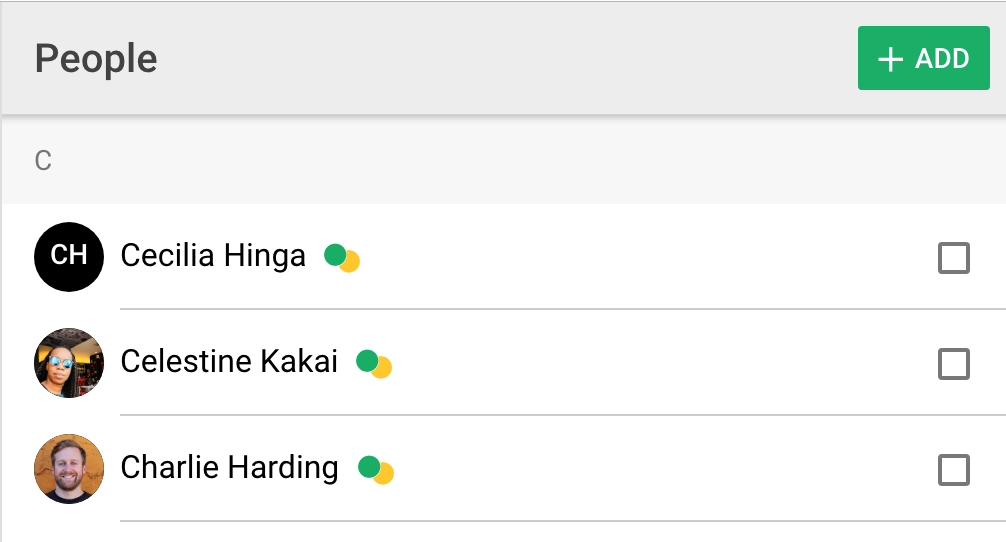 People
+ ADD
C
CH
Cecilia Hinga
Celestine Kakai
Charlie Harding